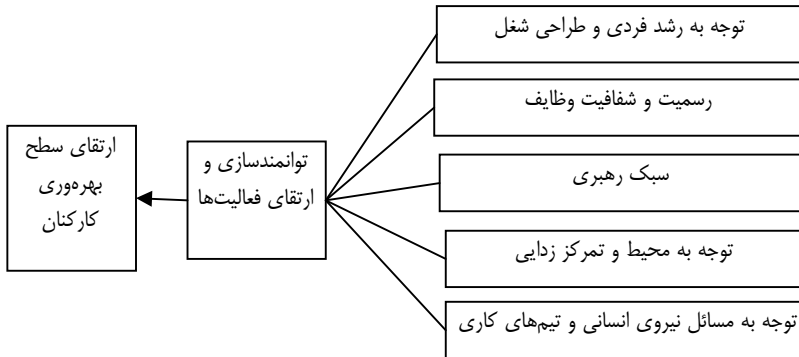 توجه به رشد فردی و طراحی شغل
رسمیت و شفافیت وظایف
سبک رهبری
توجه به محیط و تمرکز زدایی
توجه به مسائل نیروی انسانی و تیم‌های کاری
توانمندسازی و
ارتقای فعالیت‌ها
ارتقای سطح
بهره‌وری
کارکنان